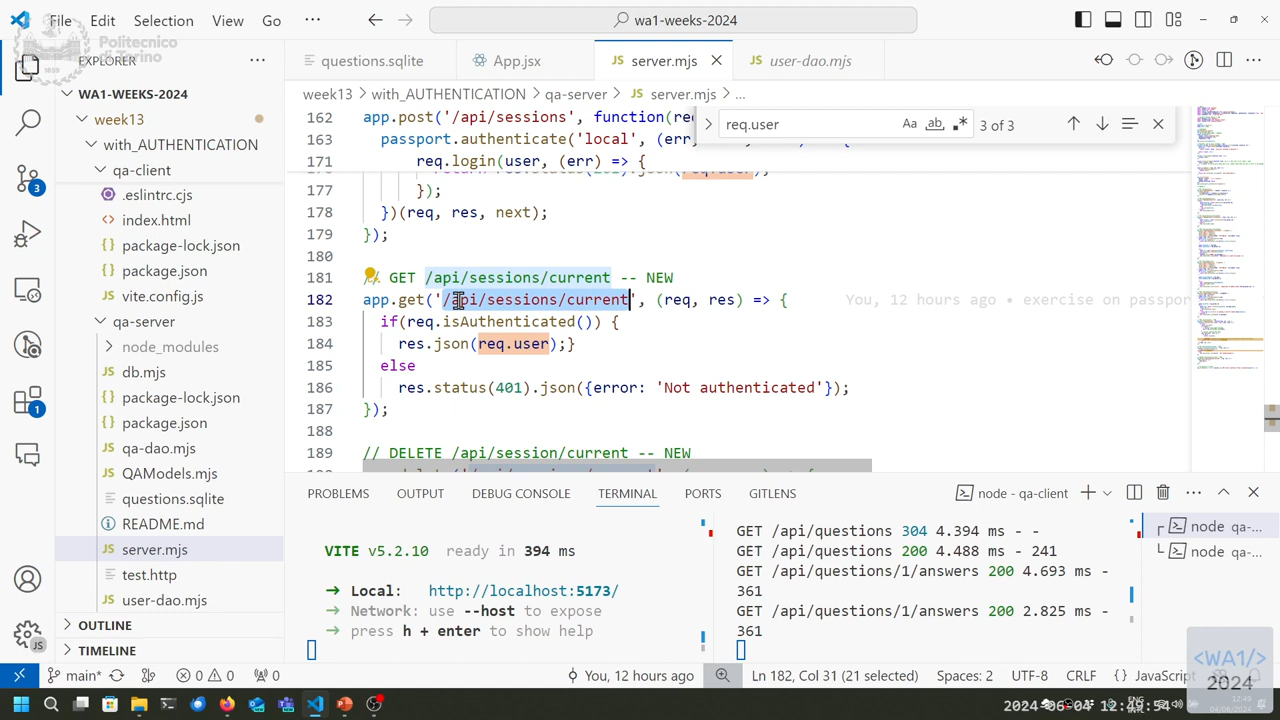 File Edit Selection View Go ··· wa1-weeks-2024
Politecnico
di Torino
EXPLORER ···
questions.sqlite App.jsx JS server.mjs JS user-dao.mjs
WA1-WEEKS-2024
week13 > with_AUTHENTICATION > qa-server > JS server.mjs > ...
week13
with_AUTHENTICATION
qa-client
.eslintrc.cjs
index.html
package-lock.json
package.json
vite.config.js
qa-server
node_modules
db.mjs
package-lock.json
package.json
qa-dao.mjs
QAModels.mjs
questions.sqlite
README.md
server.mjs
test.http
user-dao.mjs
OUTLINE
TIMELINE
req.user Aa 3 of 3
162 app.post('/api/sessions', function(re
163 passport.authenticate('local', (err
171 req.login(user, (err) => {
177 });
178 })(req, res, next);
179 });
180
181 // GET /api/session/current -- NEW
182 app.get('/api/sessions/current', (req, res) =>
183 if(req.isAuthenticated()) {
184 res.json(req.user);}
185 else
186 res.status(401).json({error: 'Not authenticated'});
187 });
188
189 // DELETE /api/session/current -- NEW
PROBLEMS OUTPUT DEBUG CONSOLE TERMINAL PORTS GITLENS node - qa-client
VITE v5.2.10 ready in 394 ms
➜ Local: http://localhost:5173/
➜ Network: use --host to expose
➜ press h + enter to show help
GET /api/questions 304 4.394 ms - -
GET /api/questions 200 4.488 ms - 241
GET /api/questions/1/answers 200 4.693 ms -
361
GET /api/questions/1/answers 200 2.825 ms -
361
node qa-...
node qa-...
<WA1/>
2024
main* 0 0 0 You, 12 hours ago Ln 182, Col 31 (21 selected) Spaces: 2 UTF-8 CRLF {} JavaScript
ENG 12:49
04/06/2024